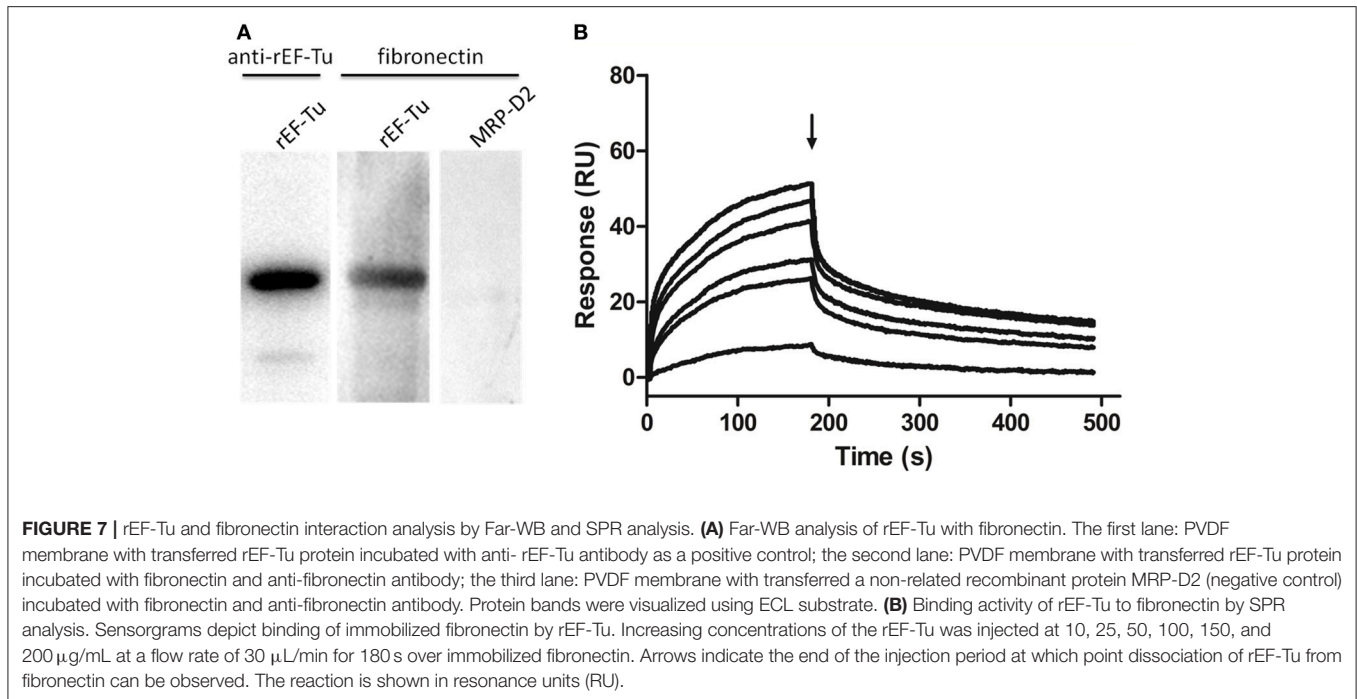 A
anti-rEF-Tu fibronectin
rEF-Tu rEF-Tu MRP-D2
B
80
60
40
20
0
Response (RU)
0 100 200 300 400 500
Time (s)
FIGURE 7 | rEF-Tu and fibronectin interaction analysis by Far-WB and SPR analysis. (A) Far-WB analysis of rEF-Tu with fibronectin. The first lane: PVDF
membrane with transferred rEF-Tu protein incubated with anti- rEF-Tu antibody as a positive control; the second lane: PVDF membrane with transferred rEF-Tu protein
incubated with fibronectin and anti-fibronectin antibody; the third lane: PVDF membrane with transferred a non-related recombinant protein MRP-D2 (negative control)
incubated with fibronectin and anti-fibronectin antibody. Protein bands were visualized using ECL substrate. (B) Binding activity of rEF-Tu to fibronectin by SPR
analysis. Sensorgrams depict binding of immobilized fibronectin by rEF-Tu. Increasing concentrations of the rEF-Tu was injected at 10, 25, 50, 100, 150, and
200 μg/mL at a flow rate of 30 μL/min for 180 s over immobilized fibronectin. Arrows indicate the end of the injection period at which point dissociation of rEF-Tu from
fibronectin can be observed. The reaction is shown in resonance units (RU).